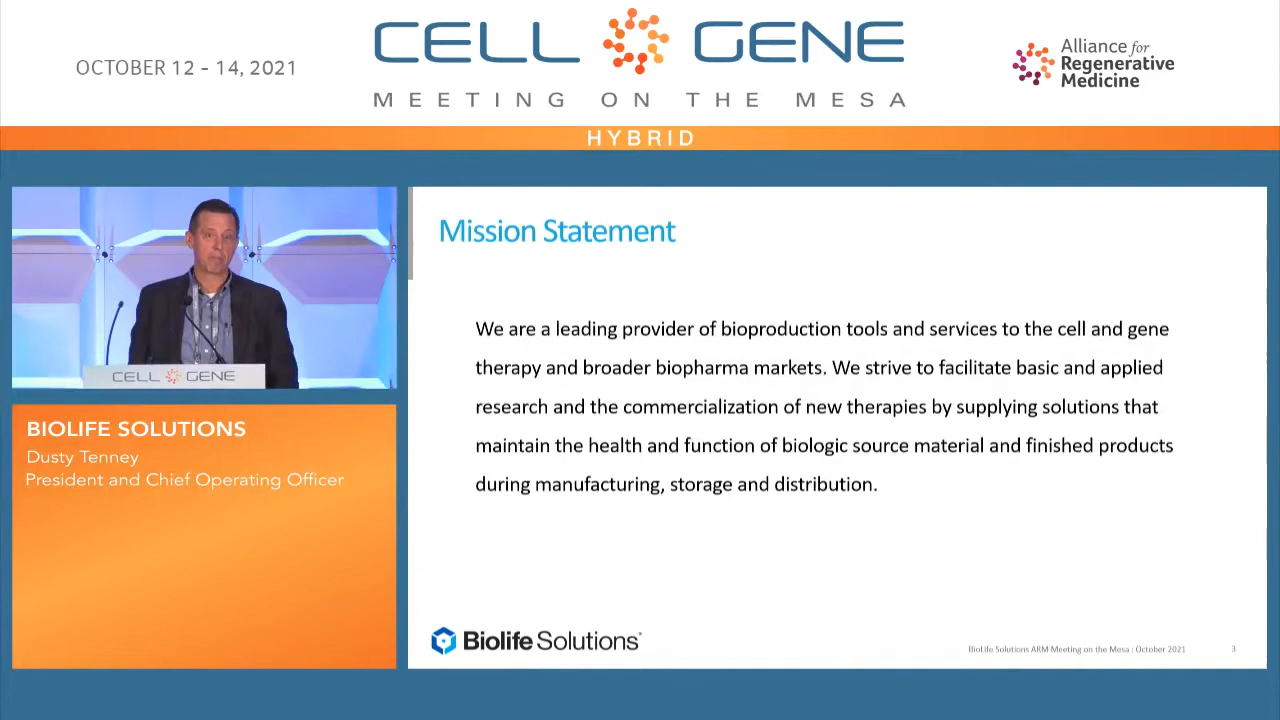 OCTOBER 12 - 14, 2021
CELL GENE
MEETING ON THE MESA
Alliance for
Regenerative
Medicine
HYBRID
CELL GENE
BIOLIFE SOLUTIONS
Dusty Tenney
President and Chief Operating Officer
Mission Statement
We are a leading provider of bioproduction tools and services to the cell and gene
therapy and broader biopharma markets. We strive to facilitate basic and applied
research and the commercialization of new therapies by supplying solutions that
maintain the health and function of biologic source material and finished products
during manufacturing, storage and distribution.
Biolife Solutions
BioLife Solutions ARM Meeting on the Mesa : October 2021
3